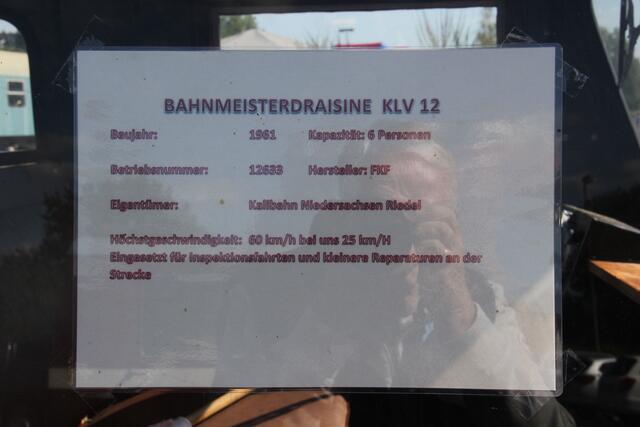 BAHNMEISTERDRAISINE KLV 12
Baujahr: 1961 Kapazität: 6 Personen
Betriebsnummer: 12633 Hersteller: FKF
Eigentümer: Kalibahn Niedersachsen Riedel
Höchstgeschwindigkeit: 60 km/h bei uns 25 km/H
Eingesetzt für Inspektionsfahrten und kleinere Reparaturen an der
Strecke